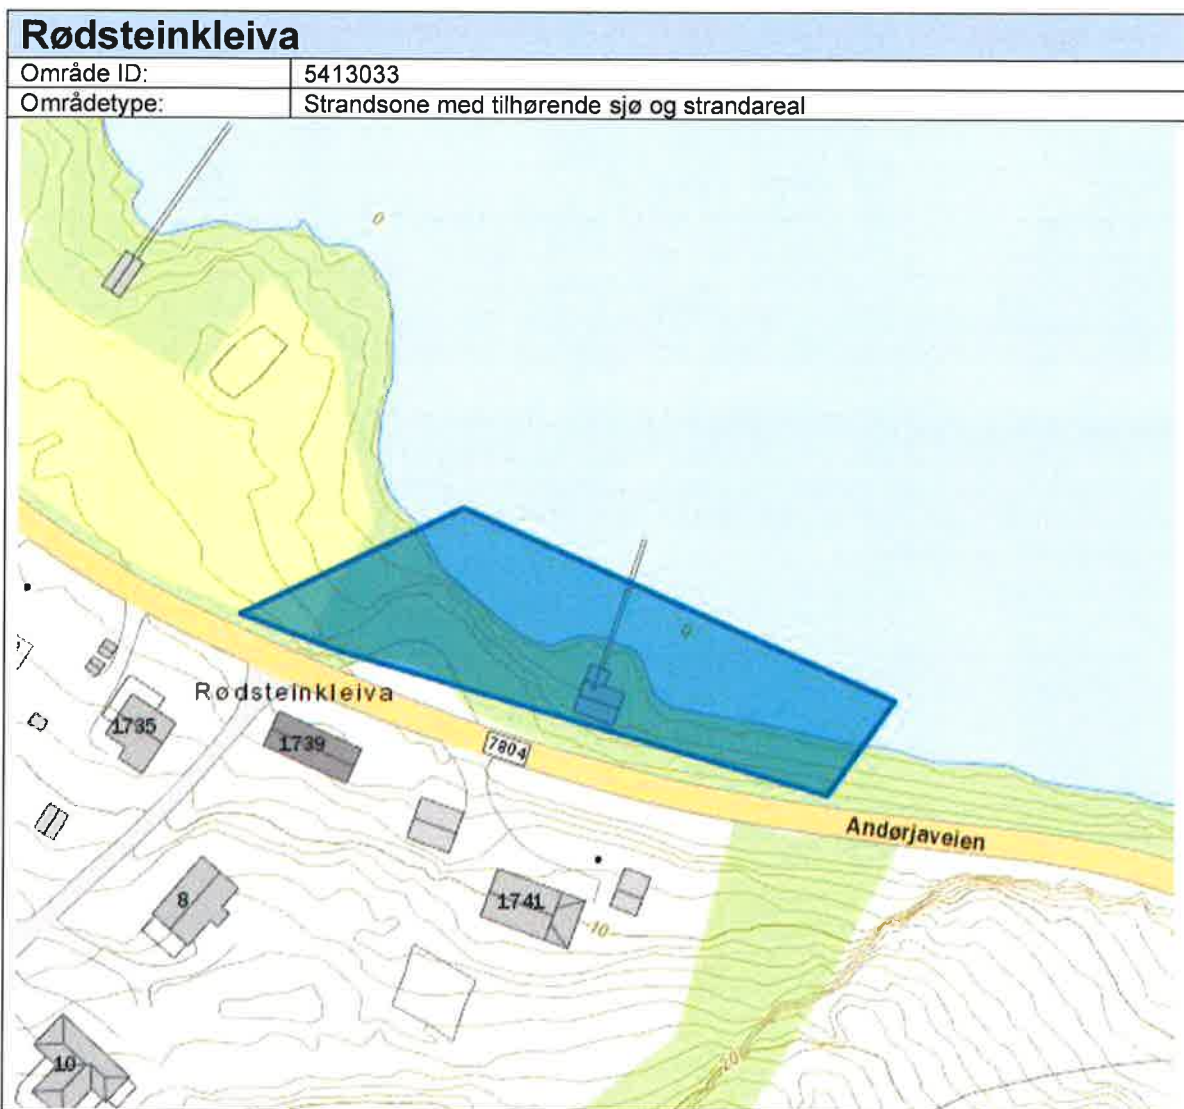 Rødsteinkleiva
Område ID: 5413033
Områdetype: Strandsone med tilhørende sjø og strandareal
0
0
Rødsteinkleiva
1735
1739
7804
Andørjaveien
8
1741
-10
10
-20